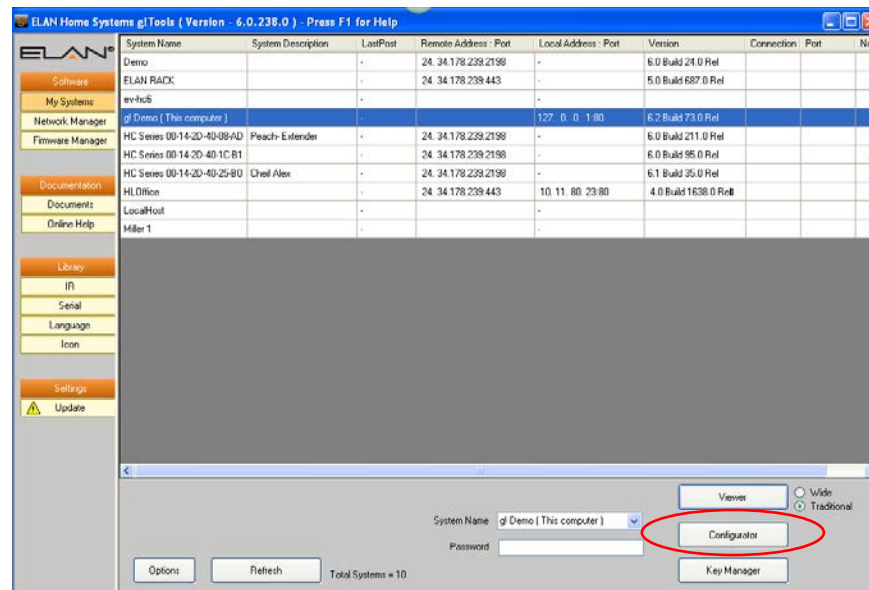 ELAN Home Systems g!Tools ( Version - 6.0.238.0 ) - Press F1 for Help
ELAN®
Software
My Systems
Network Manager
Firmware Manager
Documentation
Documents
Online Help
Library
IR
Serial
Language
Icon
Settings
Update
System Name System Description LastPost Remote Address : Port Local Address : Port Version Connection Port
Demo - 24. 34.178.239:2198 - 6.0 Build 24.0 Rel
ELAN RACK - 24. 34.178.239:443 - 5.0 Build 687.0 Rel
ev-hc6 - -
g! Demo ( This computer ) - 127. 0. 0. 1:80 6.2 Build 73.0 Rel
HC Series 00-14-2D-40-08-AD Peach- Extender - 24. 34.178.239:2198 - 6.0 Build 211.0 Rel
HC Series 00-14-2D-40-1C-B1 - 24. 34.178.239:2198 - 6.0 Build 95.0 Rel
HC Series 00-14-2D-40-25-B0 Cheil Alex - 24. 34.178.239:2198 - 6.1 Build 35.0 Rel
HLOffice 24. 34.178.239:443 10. 11. 80. 23:80 4.0 Build 1638.0 Rell
LocalHost - -
Miller 1 - -
Viewer
Wide
Traditional
System Name g! Demo ( This computer )
Configurator
Password
Options Refresh Total Systems = 10 Key Manager